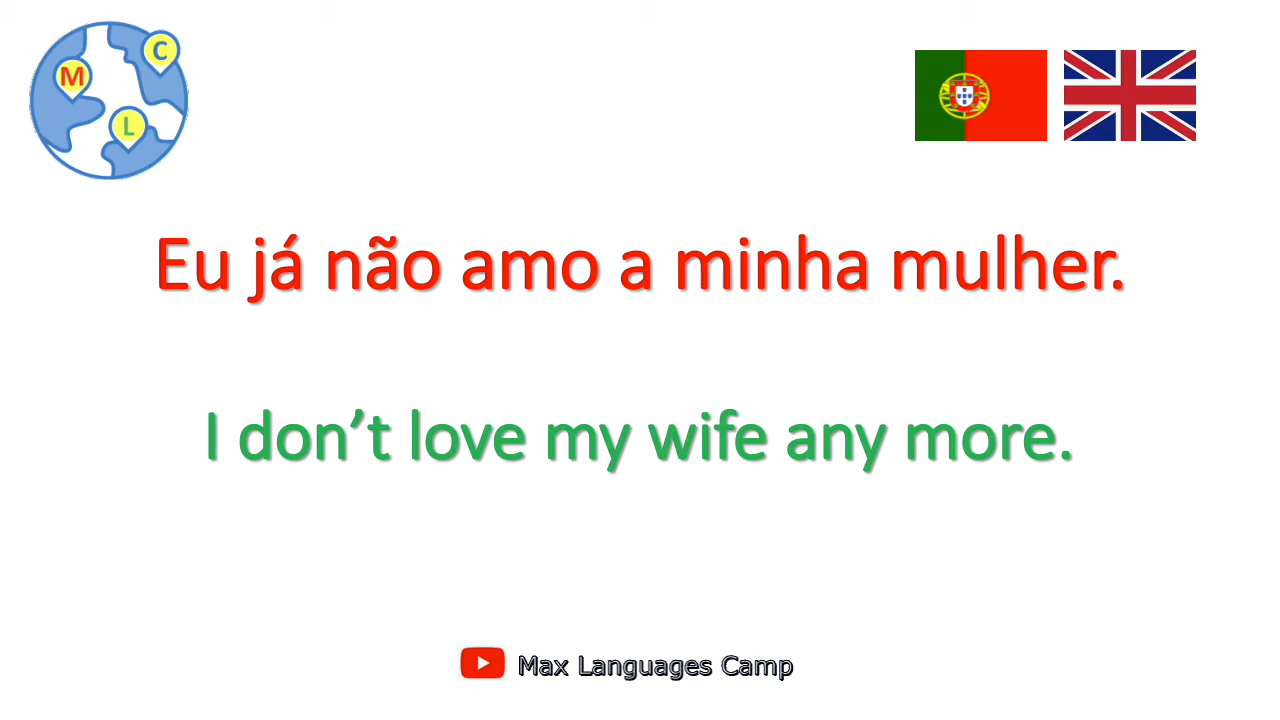 M
C
L
Eu já não amo a minha mulher.
I don’t love my wife any more.
Max Languages Camp